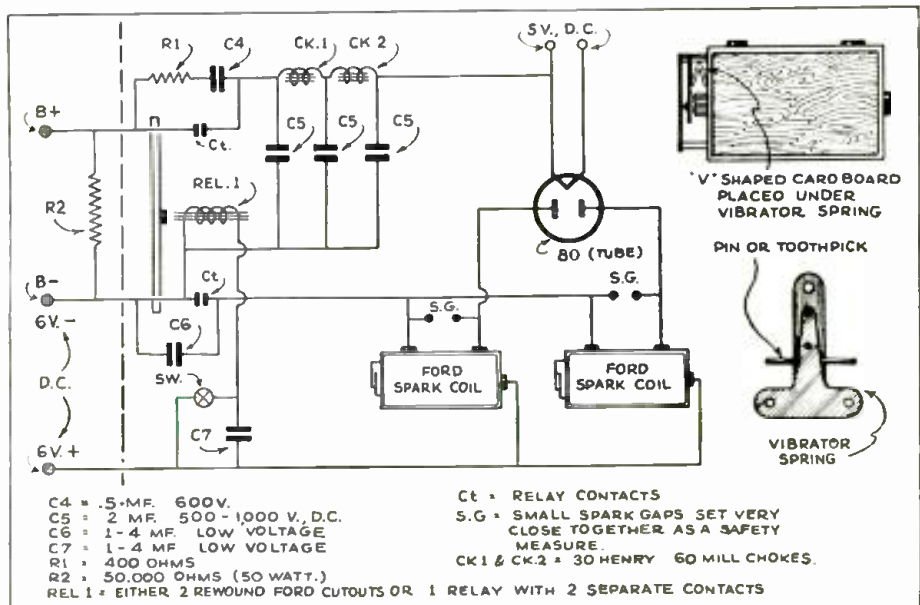 R1
C4
CK.1
CK 2
5V., D.C.
B+
Ct.
C5
C5
C5
"V" SHAPED CARDBOARD
PLACED UNDER
VIBRATOR SPRING
REL.1
R2
80 (TUBE)
PIN OR TOOTHPICK
B-
Ct
S.G.
S.G.
6V.-
C6
D.C.
SW.
FORD
SPARK COIL
FORD
SPARK COIL
C7
6V.+
VIBRATOR
SPRING
C4 = .5-MF. 600V.
C5 = 2 MF. 500-1,000 V., D.C.
C6 = 1-4 MF. LOW VOLTAGE
C7 = 1-4 MF LOW VOLTAGE
R1 = 400 OHMS
R2 = 50.000 OHMS (50 WATT.)
REL 1 = EITHER 2 REWOUND FORD CUTOUTS OR 1 RELAY WITH 2 SEPARATE CONTACTS
Ct = RELAY CONTACTS
S.G = SMALL SPARK GAPS SET VERY
CLOSE TOGETHER AS A SAFETY
MEASURE.
CK1 & CK.2 = 30 HENRY 60 MILL CHOKES.